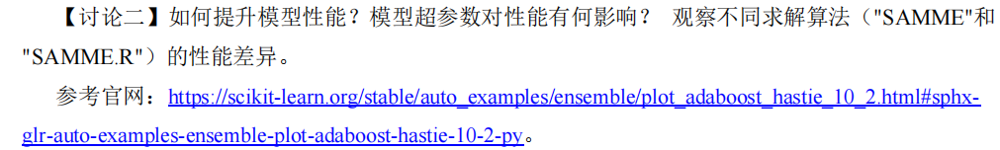 【讨论二】如何提升模型性能？模型超参数对性能有何影响？ 观察不同求解算法（"SAMME"和
"SAMME.R"）的性能差异。
参考官网：https://scikit-learn.org/stable/auto_examples/ensemble/plot_adaboost_hastie_10_2.html#sphx-
glr-auto-examples-ensemble-plot-adaboost-hastie-10-2-py。